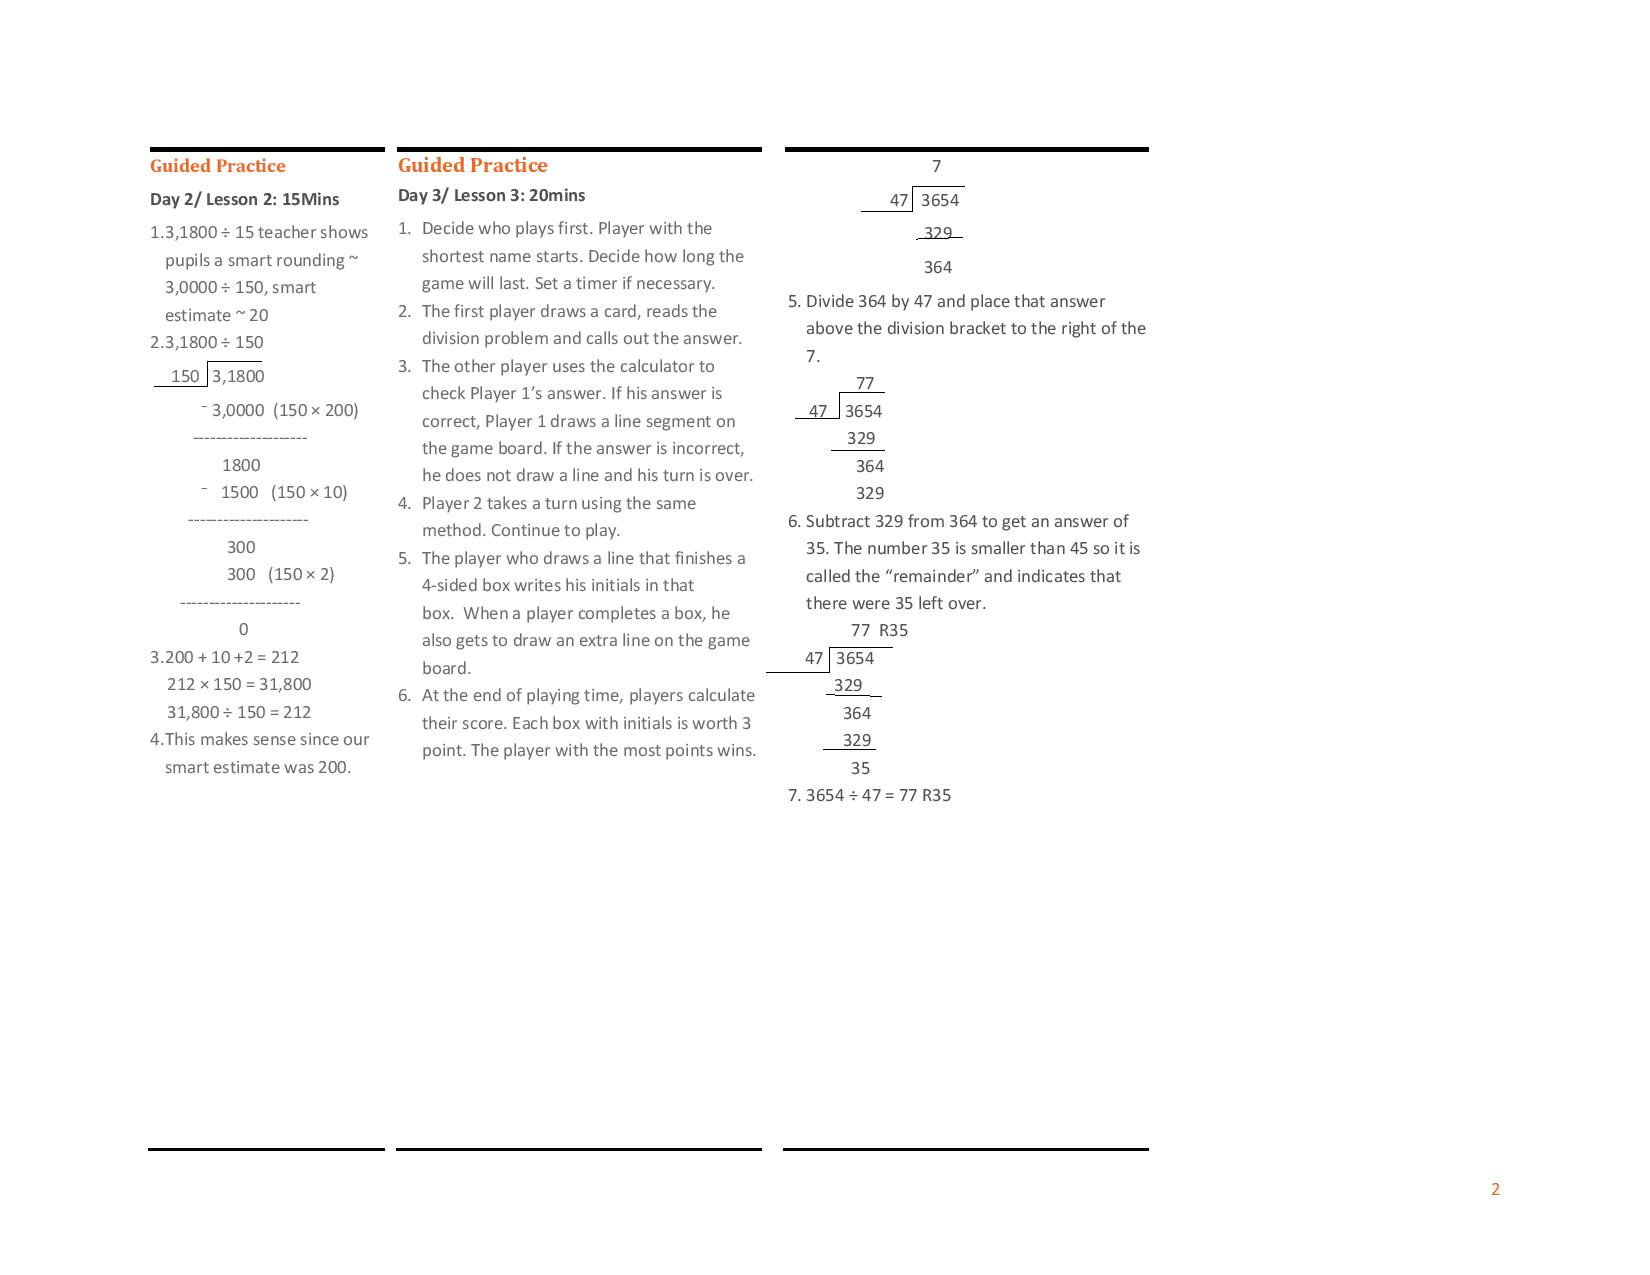 Guided Practice
Day 2/ Lesson 2: 15Mins
1.3,1800 ÷ 15 teacher shows
pupils a smart rounding ~
3,0000 ÷ 150, smart
estimate ~ 20
2.3,1800 ÷ 150
150 3,1800
- 3,0000 (150 × 200)
--------------------
1800
- 1500 (150 × 10)
---------------------
300
300 (150 × 2)
---------------------
0
3.200 + 10 +2 = 212
212 × 150 = 31,800
31,800 ÷ 150 = 212
4.This makes sense since our
smart estimate was 200.
Guided Practice
Day 3/ Lesson 3: 20mins
1. Decide who plays first. Player with the
shortest name starts. Decide how long the
game will last. Set a timer if necessary.
2. The first player draws a card, reads the
division problem and calls out the answer.
3. The other player uses the calculator to
check Player 1’s answer. If his answer is
correct, Player 1 draws a line segment on
the game board. If the answer is incorrect,
he does not draw a line and his turn is over.
4. Player 2 takes a turn using the same
method. Continue to play.
5. The player who draws a line that finishes a
4-sided box writes his initials in that
box. When a player completes a box, he
also gets to draw an extra line on the game
board.
6. At the end of playing time, players calculate
their score. Each box with initials is worth 3
point. The player with the most points wins.
7
47 3654
329
364
5. Divide 364 by 47 and place that answer
above the division bracket to the right of the
7.
77
47 3654
329
364
329
6. Subtract 329 from 364 to get an answer of
35. The number 35 is smaller than 45 so it is
called the “remainder” and indicates that
there were 35 left over.
77 R35
47 3654
329
364
329
35
7. 3654 ÷ 47 = 77 R35
2